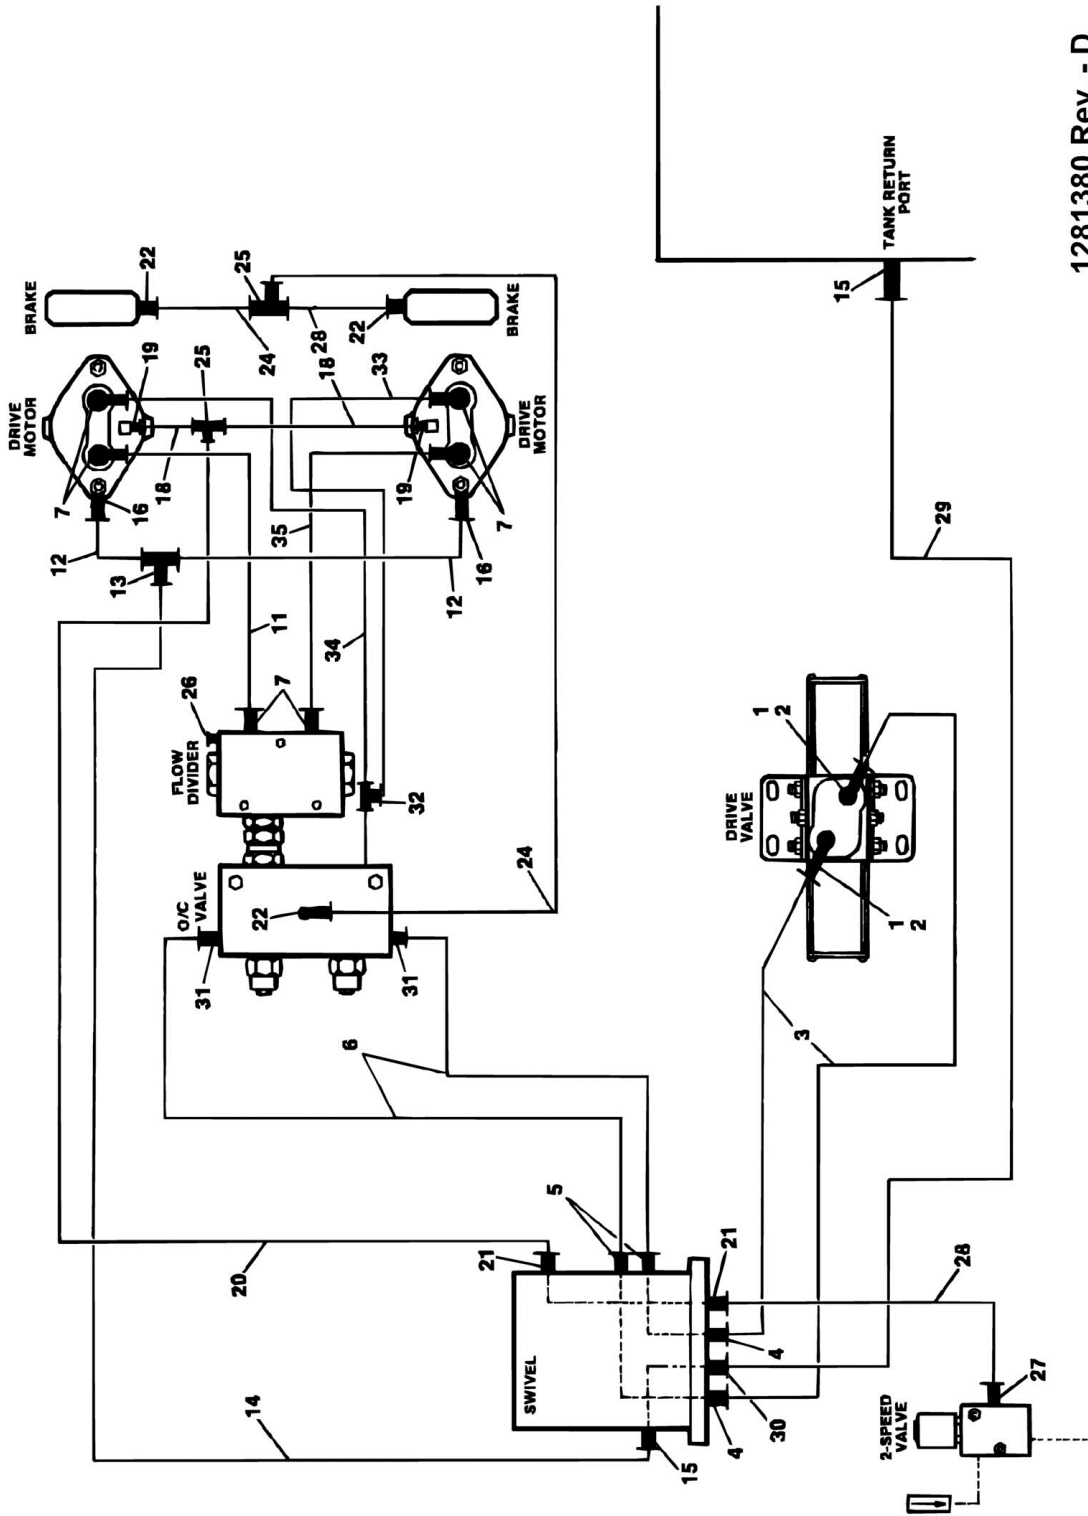 BRAKE
DRIVE
MOTOR
7
12
22
19
16
13
18
25
O/C
VALVE
FLOW
DIVIDER
26
31
25
20
14
22
11
7
24
28
18
34
6
22
35
33
19
31
32
12
16
7
21
24
BRAKE
DRIVE
MOTOR
SWIVEL
5
15
21
4
DRIVE
VALVE
1
2
4
30
3
15
TANK RETURN
PORT
2-SPEED
VALVE
1
2
29
28
27
1281380 Rev. - D